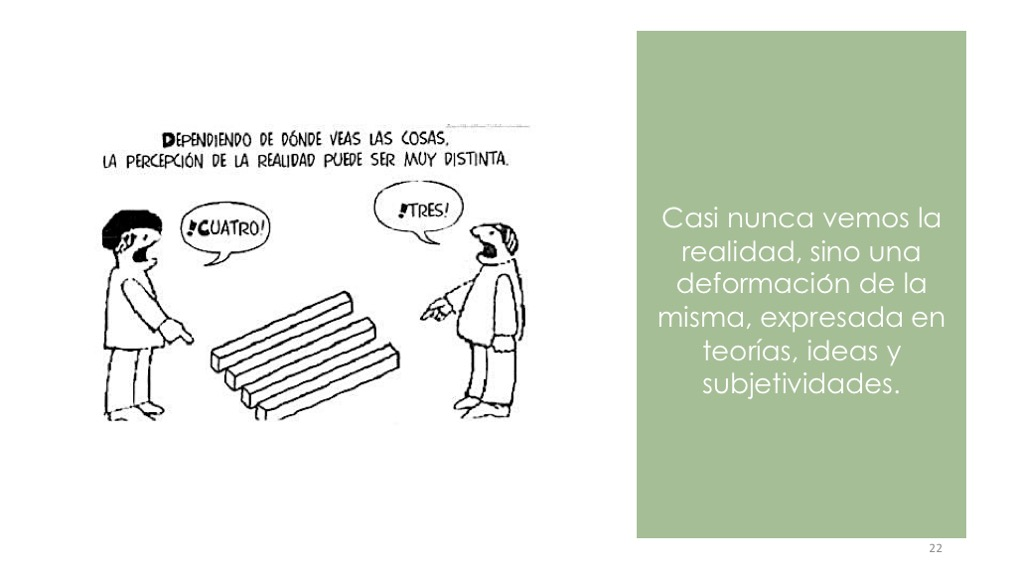 DEPENDIENDO DE DÓNDE VEAS LAS COSAS,
LA PERCEPCIÓN DE LA REALIDAD PUEDE SER MUY DISTINTA.
!CUATRO!
!TRES!
Casi nunca vemos la
realidad, sino una
deformación de la
misma, expresada en
teorías, ideas y
subjetividades.
22